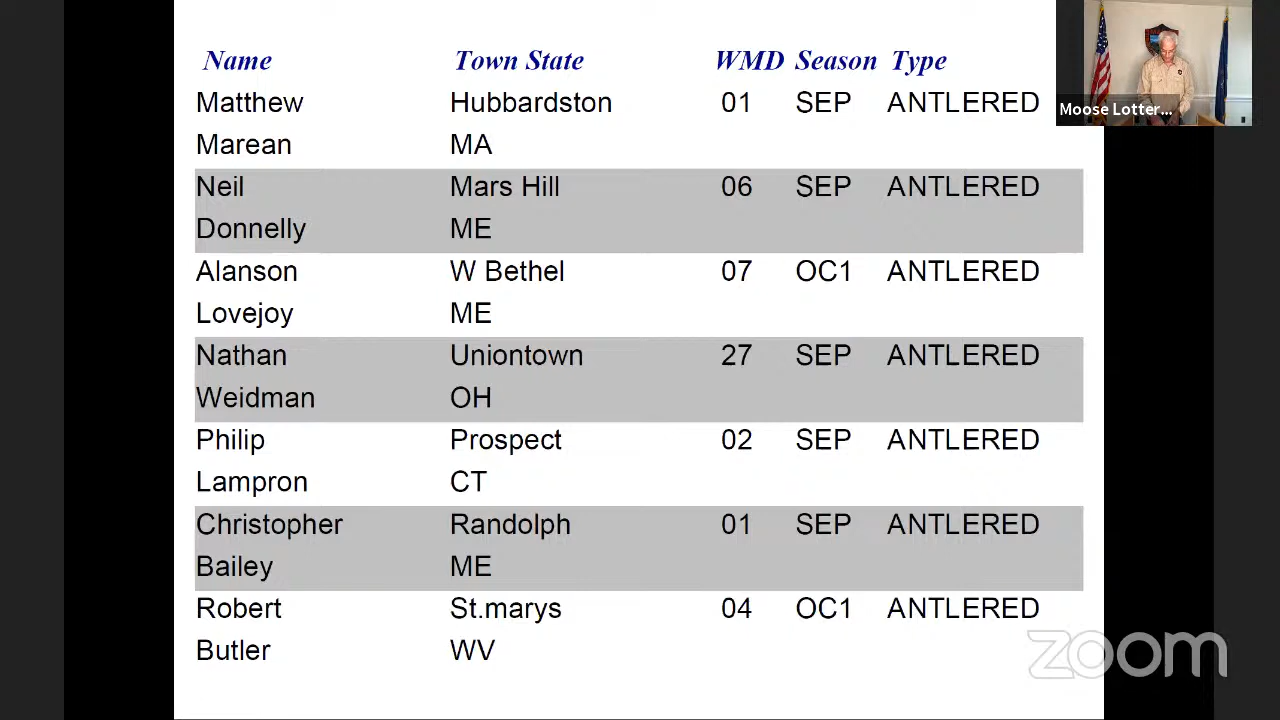 Name Town State WMD Season Type
Matthew Hubbardston 01 SEP ANTLERED
Marean MA
Neil Mars Hill 06 SEP ANTLERED
Donnelly ME
Alanson W Bethel 07 OC1 ANTLERED
Lovejoy ME
Nathan Uniontown 27 SEP ANTLERED
Weidman OH
Philip Prospect 02 SEP ANTLERED
Lampron CT
Christopher Randolph 01 SEP ANTLERED
Bailey ME
Robert St.marys 04 OC1 ANTLERED
Butler WV
Moose Lotter...
zoom